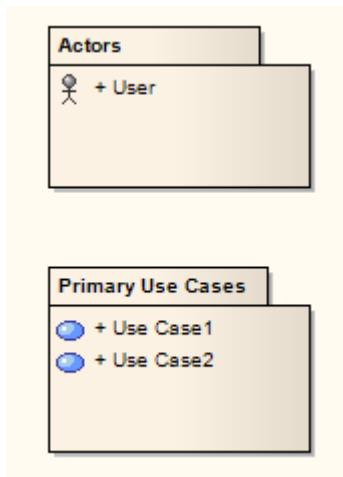 Actors
+ User
Primary Use Cases
+ Use Case1
+ Use Case2